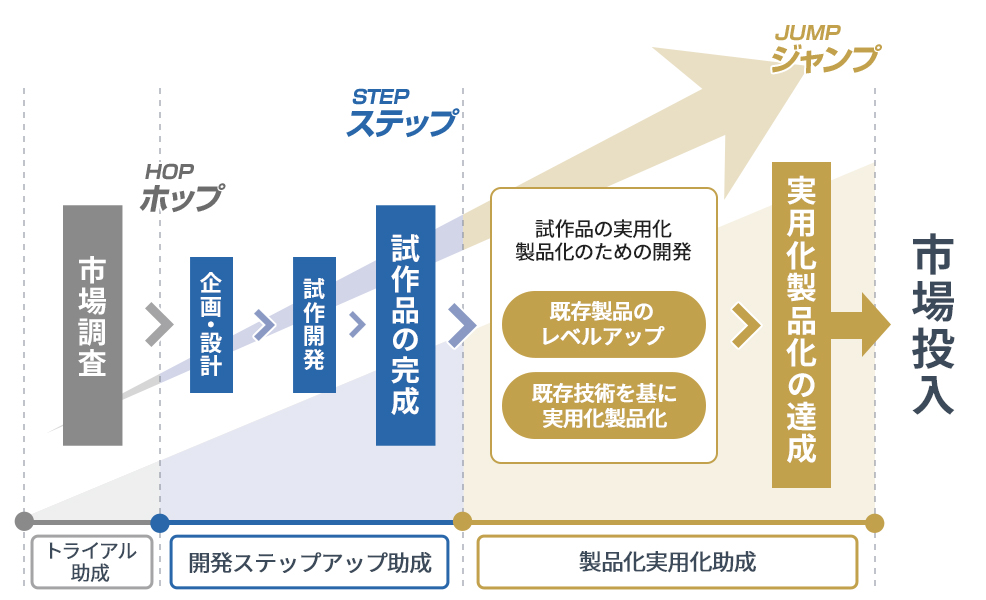 JUMP
ジャンプ
STEP
ステップ
HOP
ホップ
市場調査
企画・設計
試作開発
試作品の完成
試作品の実用化
製品化のための開発
既存製品の
レベルアップ
既存技術を基に
実用化製品化
実用化製品化の達成
市場投入
トライアル
助成
開発ステップアップ助成
製品化実用化助成